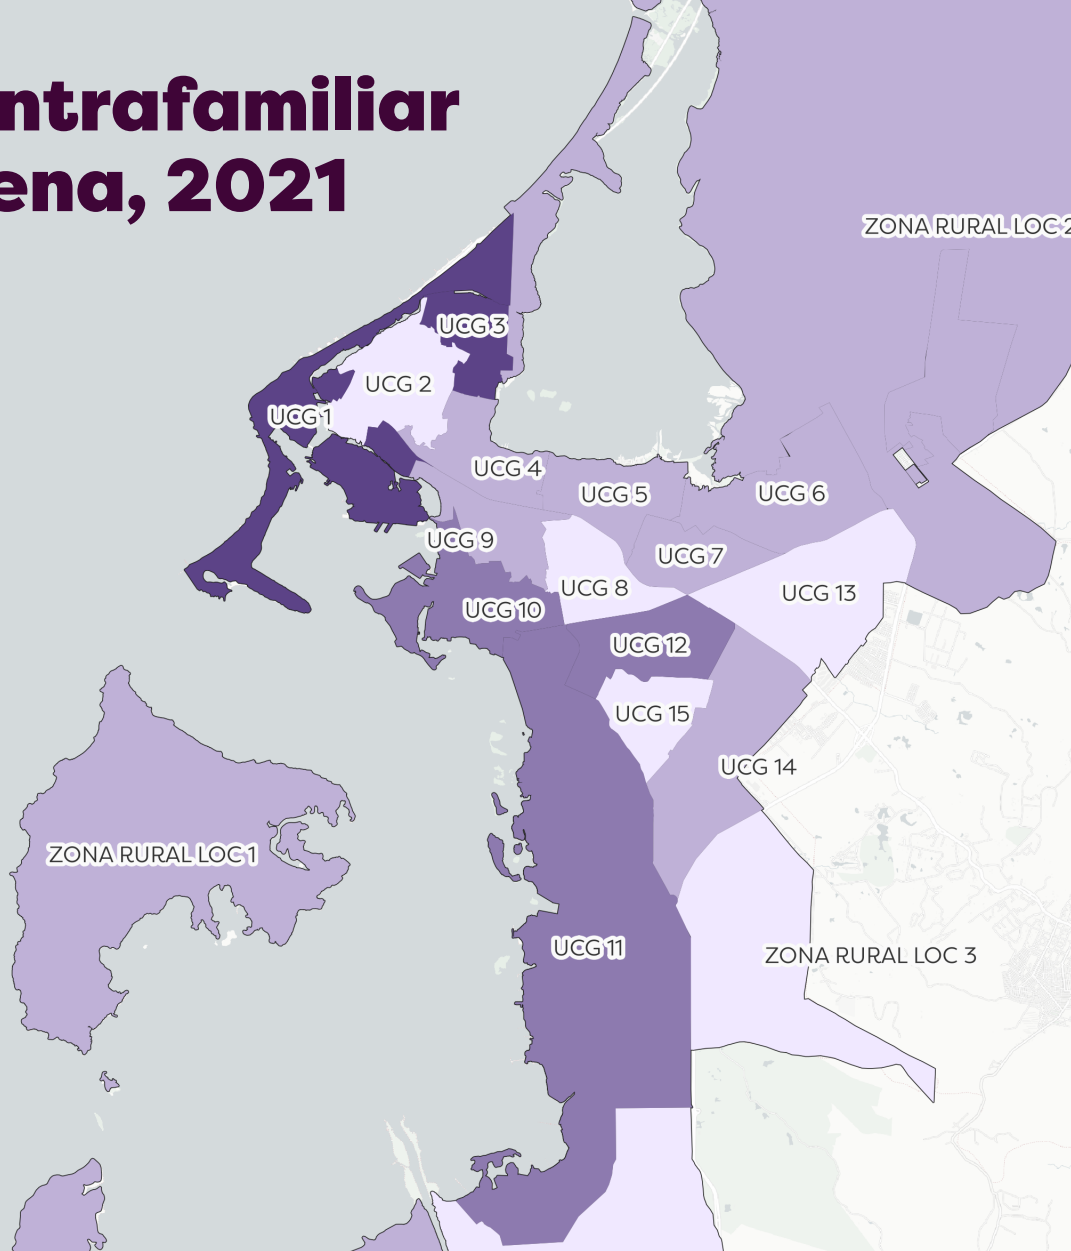 ntrafamiliar
ena, 2021
ZONA RURAL LOC 2
UCG 3
UCG 2
UCG 1
UCG 4
UCG 5
UCG 6
UCG 9
UCG 7
UCG 8
UCG 13
UCG 10
UCG 12
UCG 15
UCG 14
ZONA RURAL LOC 1
UCG 11
ZONA RURAL LOC 3